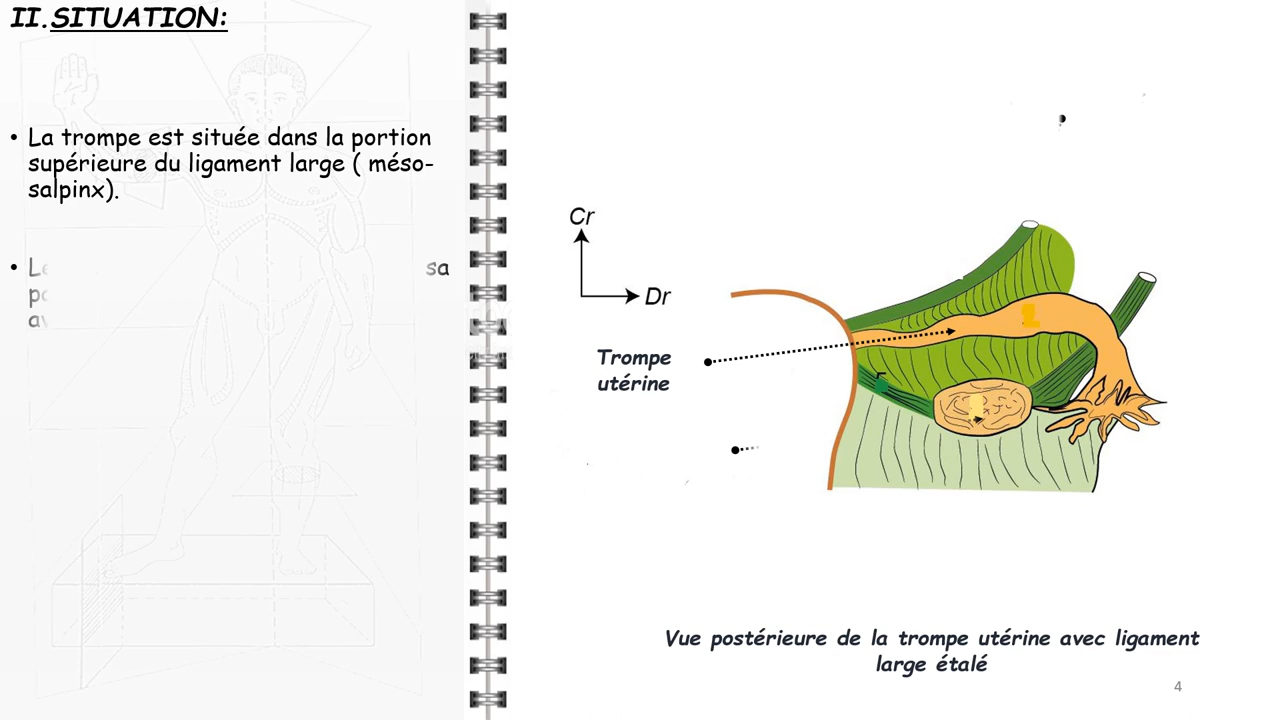 II.SITUATION:
• La trompe est située dans la portion
supérieure du ligament large ( méso-
salpinx).
• Le sa
Cr
Dr
Trompe
utérine
Vue postérieure de la trompe utérine avec ligament
large étalé
4